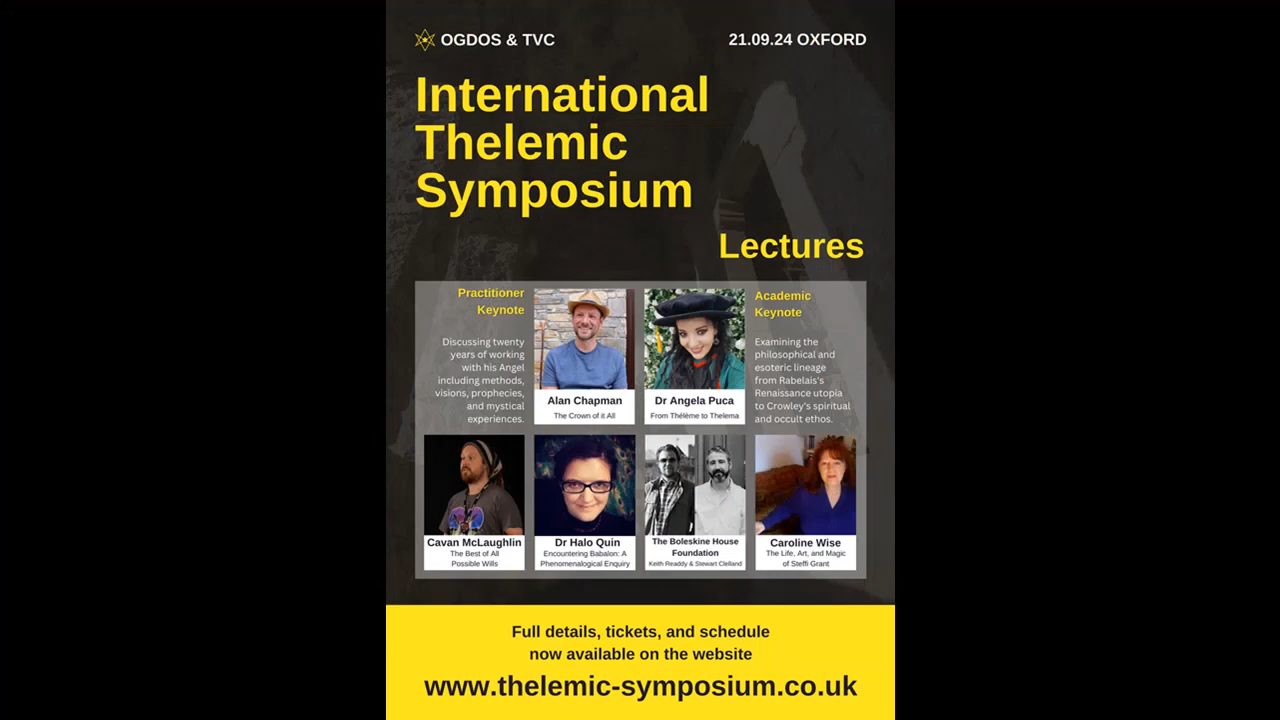 OGDOS & TVC
21.09.24 OXFORD
International
Thelemic
Symposium
Lectures
Practitioner
Keynote
Discussing twenty
years of working
with his Angel
including methods,
visions, prophecies,
and mystical
experiences.
Alan Chapman
The Crown of it All
Dr Angela Puca
From Thélème to Thelema
Academic
Keynote
Examining the
philosophical and
esoteric lineage
from Rabelais's
Renaissance utopia
to Crowley's spiritual
and occult ethos.
Cavan McLaughlin
The Best of All
Possible Wills
Dr Halo Quin
Encountering Babalon: A
Phenomenalogical Enquiry
The Boleskine House
Foundation
Keith Readdy & Stewart Clelland
Caroline Wise
The Life, Art, and Magic
of Steffi Grant
Full details, tickets, and schedule
now available on the website
www.thelemic-symposium.co.uk